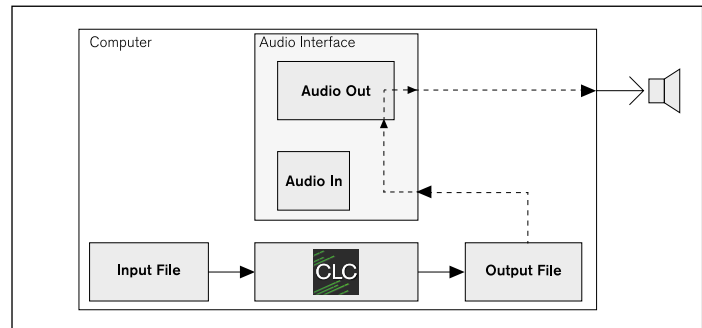 Computer
Audio Interface
Audio Out
Audio In
Input File
CLC
Output File